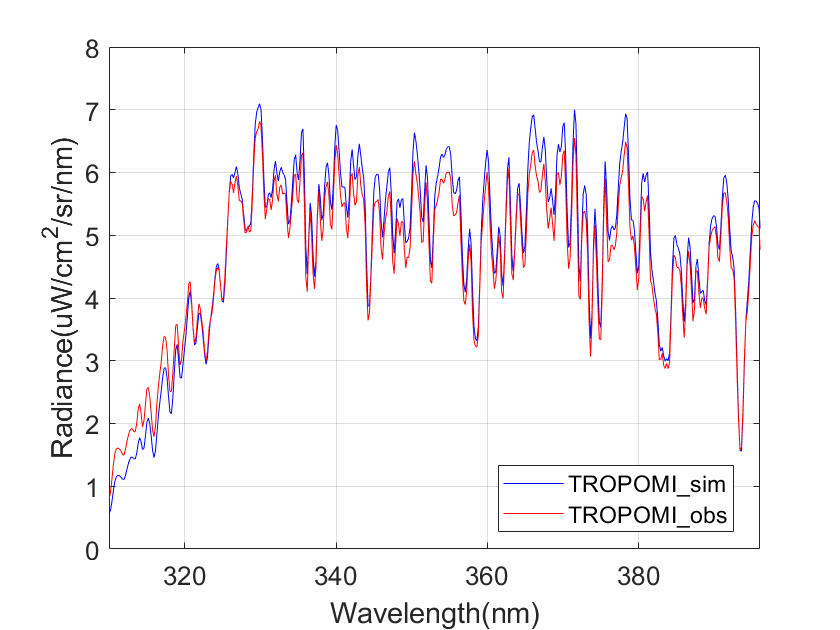 8
7
6
5
4
3
2
1
0
Radiance(uW/cm²/sr/nm)
TROPOMI_sim
TROPOMI_obs
320 340 360 380
Wavelength(nm)